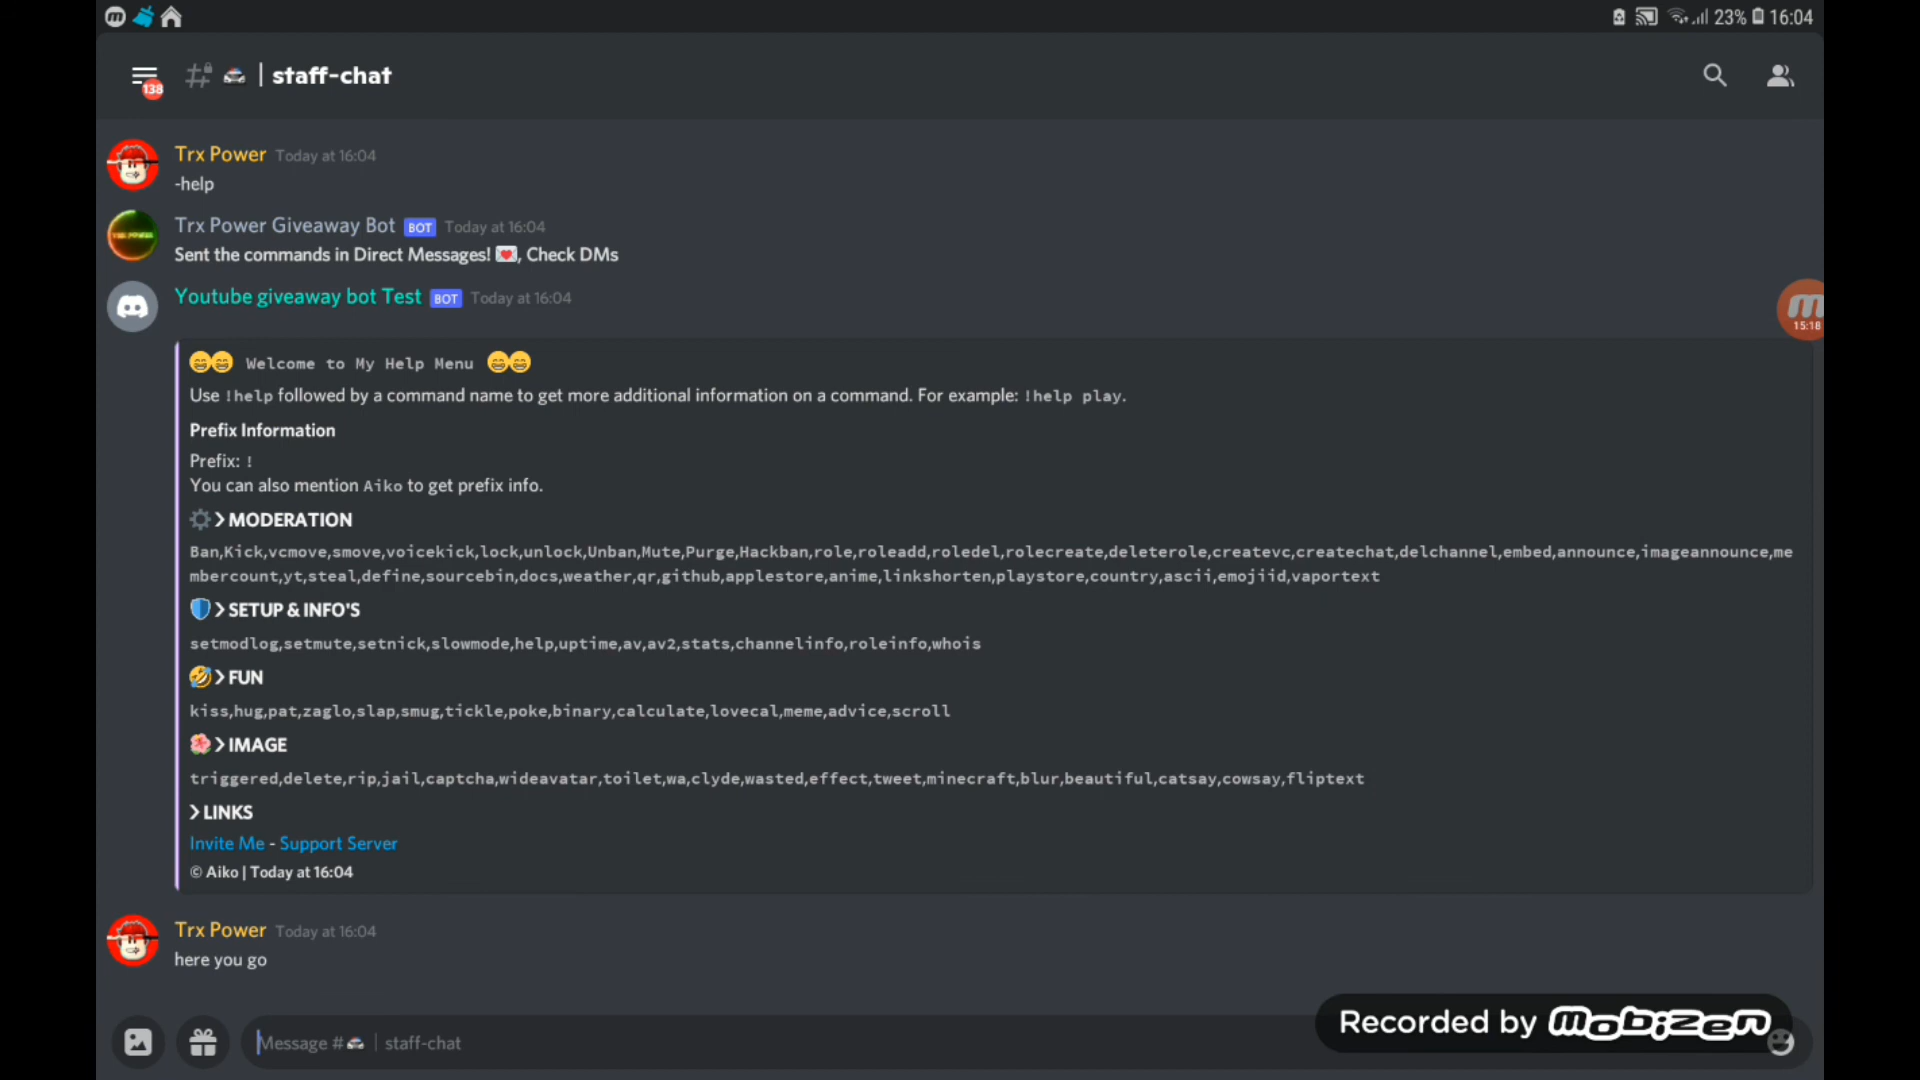 23% 16:04
138 | staff-chat
Trx Power Today at 16:04
-help
Trx Power Giveaway Bot BOT Today at 16:04
Sent the commands in Direct Messages! 💌, Check DMs
Youtube giveaway bot Test BOT Today at 16:04
15:18
😄😄 Welcome to My Help Menu 😄😄
Use !help followed by a command name to get more additional information on a command. For example: !help play.
Prefix Information
Prefix: !
You can also mention Aiko to get prefix info.
⚙ ❯ MODERATION
Ban,Kick,vcmove,smove,voicekick,lock,unlock,Unban,Mute,Purge,Hackban,role,roleadd,roledel,rolecreate,deleterole,createvc,createchat,delchannel,embed,announce,imageannounce,me
mbercount,yt,steal,define,sourcebin,docs,weather,qr,github,applestore,anime,linkshorten,playstore,country,ascii,emojiid,vaportext
🛡 ❯ SETUP & INFO'S
setmodlog,setmute,setnick,slowmode,help,uptime,av,av2,stats,channelinfo,roleinfo,whois
🤣 ❯ FUN
kiss,hug,pat,zaglo,slap,smug,tickle,poke,binary,calculate,lovecal,meme,advice,scroll
🌺 ❯ IMAGE
triggered,delete,rip,jail,captcha,wideavatar,toilet,wa,clyde,wasted,effect,tweet,minecraft,blur,beautiful,catsay,cowsay,fliptext
❯ LINKS
Invite Me - Support Server
© Aiko | Today at 16:04
Trx Power Today at 16:04
here you go
Message #🚓 | staff-chat
Recorded by mobizen